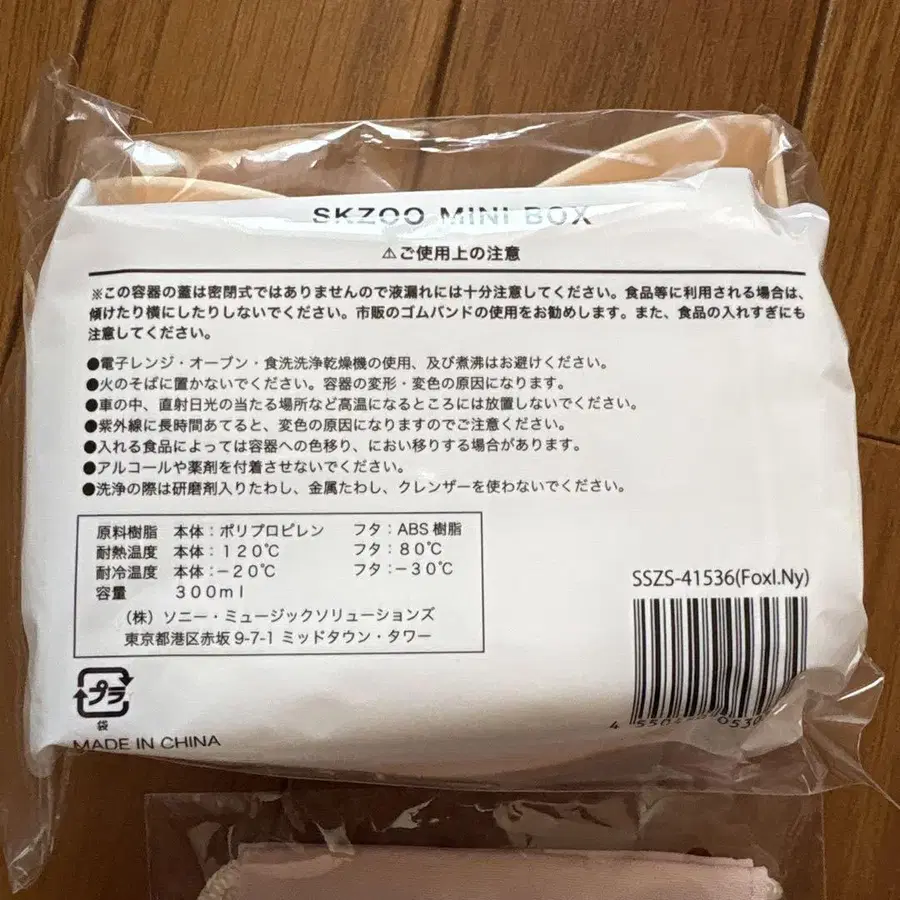 SKZOO MINI BOX
⚠ご使用上の注意
※この容器の蓋は密閉式ではありませんので液漏れには十分注意してください。食品等に利用される場合は、
傾けたり横にしたりしないでください。市販のゴムバンドの使用をお勧めします。また、食品の入れすぎにも
注意してください。
●電子レンジ・オーブン・食洗洗浄乾燥機の使用、及び煮沸はお避けください。
●火のそばに置かないでください。容器の変形・変色の原因になります。
●車の中、直射日光の当たる場所など高温になるところには放置しないでください。
●紫外線に長時間あてると、変色の原因になりますのでご注意ください。
●入れる食品によっては容器への色移り、におい移りする場合があります。
●アルコールや薬剤を付着させないでください。
●洗浄の際は研磨剤入りたわし、金属たわし、クレンザーを使わないでください。
原料樹脂 本体：ポリプロピレン フタ：ABS樹脂
耐熱温度 本体：120℃ フタ：80℃
耐冷温度 本体：−20℃ フタ：−30℃
容量 300ml
（株）ソニー・ミュージックソリューションズ
東京都港区赤坂9-7-1 ミッドタウン・タワー
SSZS-41536(FoxI.Ny)
プラ
袋
MADE IN CHINA